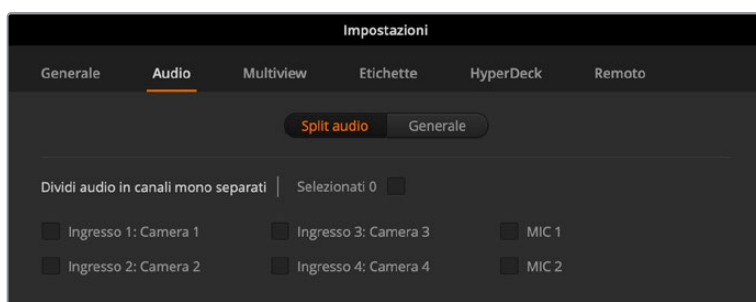 Impostazioni
Generale Audio Multiview Etichette HyperDeck Remoto
Split audio Generale
Dividi audio in canali mono separati Selezionati 0
Ingresso 1: Camera 1 Ingresso 3: Camera 3 MIC 1
Ingresso 2: Camera 2 Ingresso 4: Camera 4 MIC 2